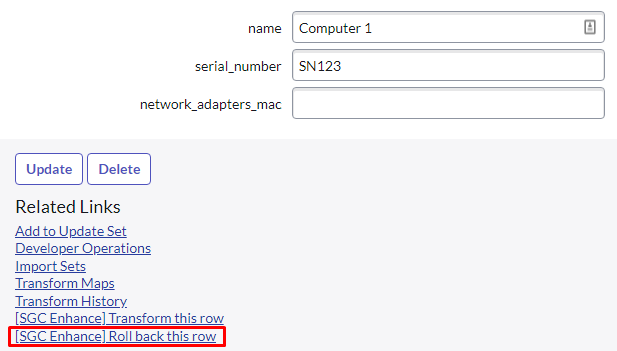 name Computer 1
serial_number SN123
network_adapters_mac
Update Delete
Related Links
Add to Update Set
Developer Operations
Import Sets
Transform Maps
Transform History
[SGC Enhance] Transform this row
[SGC Enhance] Roll back this row